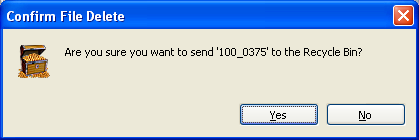 Confirm File Delete
Are you sure you want to send '100_0375' to the Recycle Bin?
Yes
No